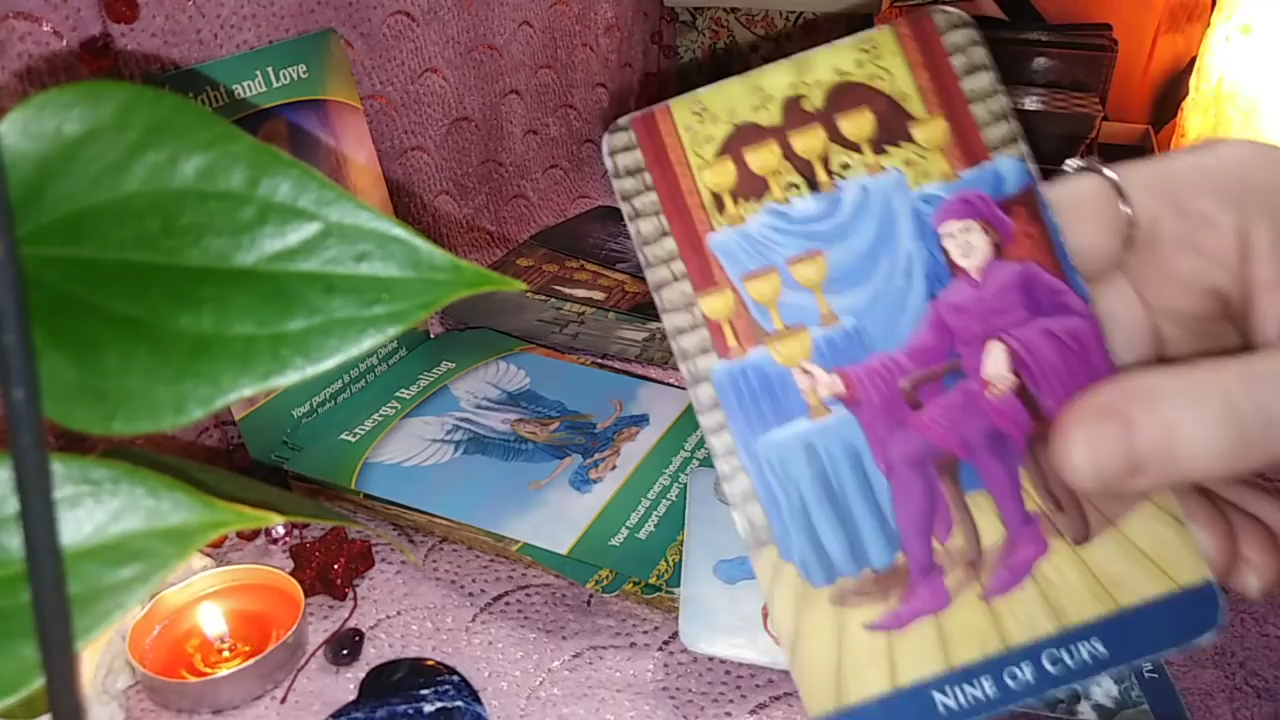 ight and Love
Your purpose is to bring Divine
light and love to this world.
Energy Healing
Your natural energy-healing
important part of your life
NINE OF CUPS